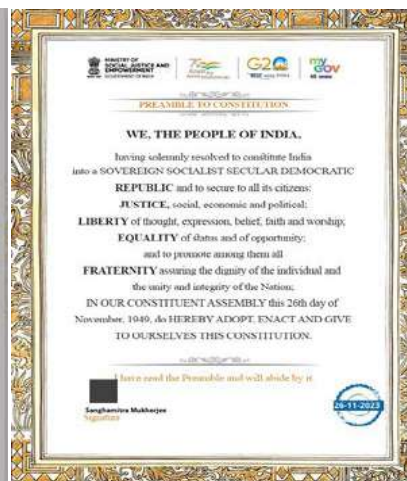 MINISTRY OF
SOCIAL JUSTICE AND
EMPOWERMENT
GOVERNMENT OF INDIA
G20
my
GOV
PREAMBLE TO CONSTITUTION
WE, THE PEOPLE OF INDIA,
having solemnly resolved to constitute India
into a SOVEREIGN SOCIALIST SECULAR DEMOCRATIC
REPUBLIC and to secure to all its citizens:
JUSTICE, social, economic and political;
LIBERTY of thought, expression, belief, faith and worship;
EQUALITY of status and of opportunity;
and to promote among them all
FRATERNITY assuring the dignity of the individual and
the unity and integrity of the Nation;
IN OUR CONSTITUENT ASSEMBLY this 26th day of
November, 1949, do HEREBY ADOPT, ENACT AND GIVE
TO OURSELVES THIS CONSTITUTION.
I have read the Preamble and will abide by it
Sanghamitra Mukherjee
Signature
26-11-2023